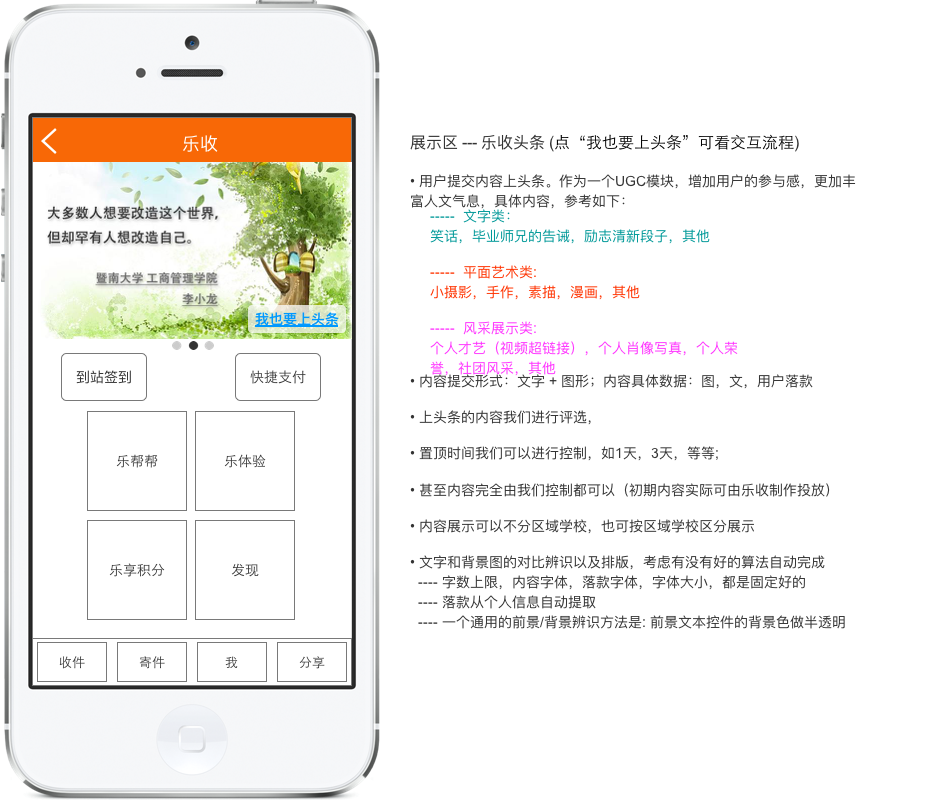 乐收
大多数人想要改造这个世界,
但却罕有人想改造自己。
暨南大学 工商管理学院
李小龙
我也要上头条
到站签到
快捷支付
乐帮帮
乐体验
乐享积分
发现
收件
寄件
我
分享
展示区 --- 乐收头条 (点“我也要上头条”可看交互流程)
• 用户提交内容上头条。作为一个UGC模块，增加用户的参与感，更加丰
富人文气息，具体内容，参考如下：
----- 文字类：
笑话，毕业师兄的告诫，励志清新段子，其他
----- 平面艺术类:
小摄影，手作，素描，漫画，其他
----- 风采展示类:
个人才艺（视频超链接），个人肖像写真，个人荣
誉，社团风采，其他
• 内容提交形式：文字 + 图形；内容具体数据：图，文，用户落款
• 上头条的内容我们进行评选，
• 置顶时间我们可以进行控制，如1天，3天，等等;
• 甚至内容完全由我们控制都可以（初期内容实际可由乐收制作投放）
• 内容展示可以不分区域学校，也可按区域学校区分展示
• 文字和背景图的对比辨识以及排版，考虑有没有好的算法自动完成
---- 字数上限，内容字体，落款字体，字体大小，都是固定好的
---- 落款从个人信息自动提取
---- 一个通用的前景/背景辨识方法是: 前景文本控件的背景色做半透明